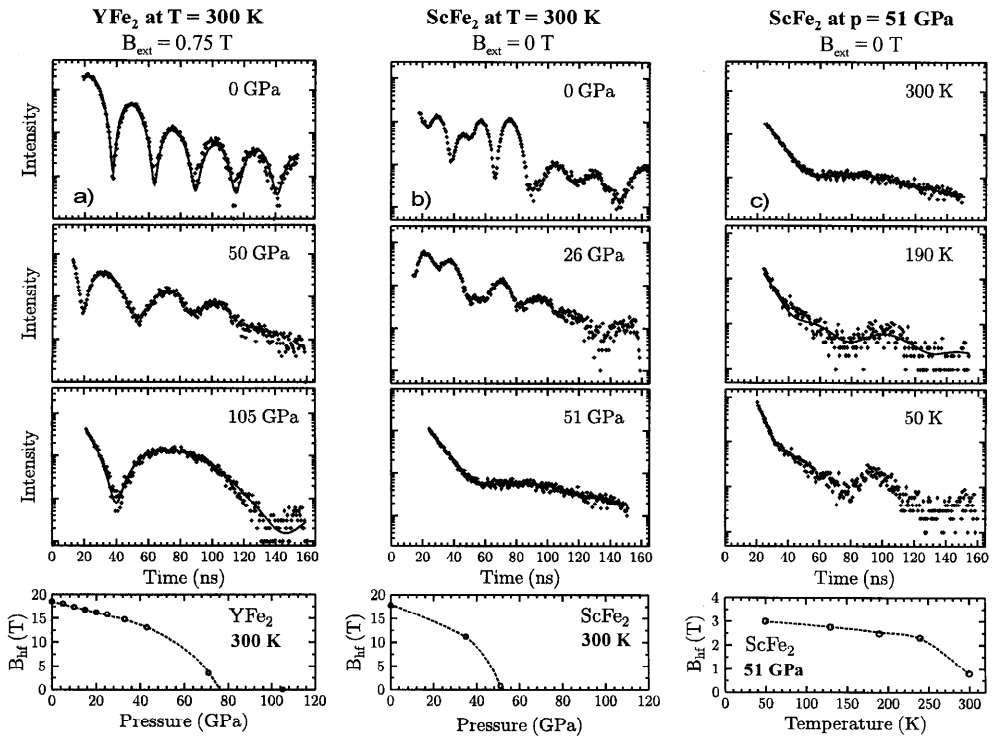 YFe2 at T = 300 K
Bext = 0.75 T
ScFe2 at T = 300 K
Bext = 0 T
ScFe2 at p = 51 GPa
Bext = 0 T
Intensity
0 GPa
a)
0 GPa
b)
300 K
c)
Intensity
50 GPa
26 GPa
190 K
Intensity
105 GPa
51 GPa
50 K
0 20 40 60 80 100 120 140 160
Time (ns)
0 20 40 60 80 100 120 140 160
Time (ns)
0 20 40 60 80 100 120 140 160
Time (ns)
Bhf (T)
20
15
10
5
0
YFe2
300 K
0 20 40 60 80 100 120
Pressure (GPa)
Bhf (T)
20
15
10
5
0
ScFe2
300 K
0 20 40 60 80 100 120
Pressure (GPa)
Bhf (T)
4
3
2
1
0
ScFe2
51 GPa
0 50 100 150 200 250 300
Temperature (K)